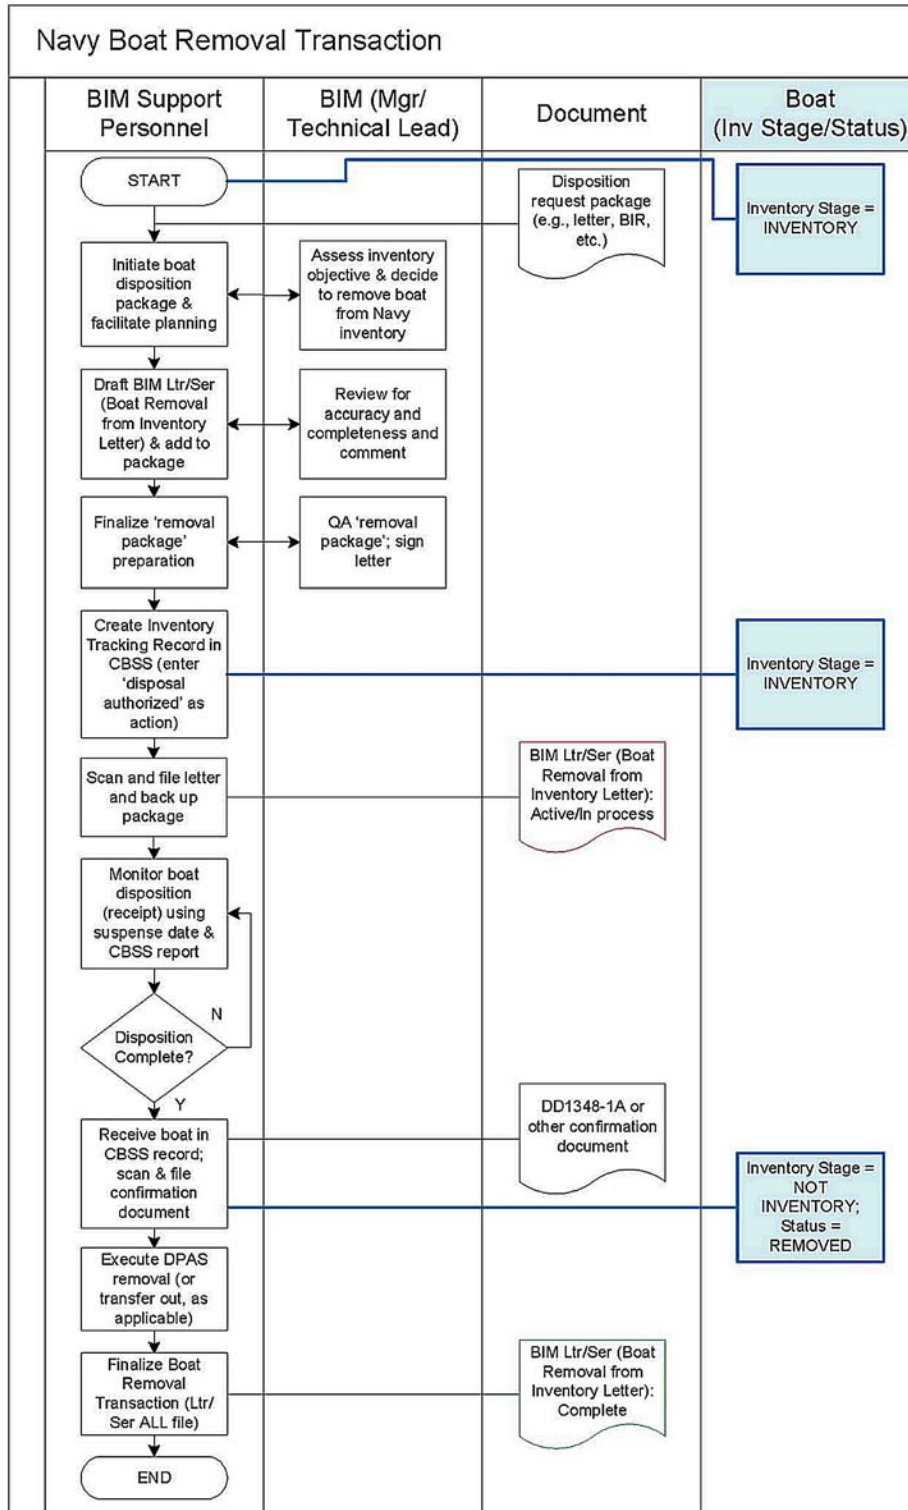 Navy Boat Removal Transaction
BIM Support
Personnel
BIM (Mgr/
Technical Lead)
Document
Boat
(Inv Stage/Status)
START
Disposition
request package
(e.g., letter, BIR,
etc.)
Inventory Stage =
INVENTORY
Initiate boat
disposition
package &
facilitate planning
Assess inventory
objective & decide
to remove boat
from Navy
inventory
Draft BIM Ltr/Ser
(Boat Removal
from Inventory
Letter) & add to
package
Review for
accuracy and
completeness and
comment
Finalize ‘removal
package’
preparation
QA ‘removal
package’; sign
letter
Create Inventory
Tracking Record in
CBSS (enter
‘disposal
authorized’ as
action)
Inventory Stage =
INVENTORY
Scan and file letter
and back up
package
BIM Ltr/Ser (Boat
Removal from
Inventory Letter):
Active/In process
Monitor boat
disposition
(receipt) using
suspense date &
CBSS report
N
Disposition
Complete?
Y
Receive boat in
CBSS record;
scan & file
confirmation
document
DD1348-1A or
other confirmation
document
Inventory Stage =
NOT
INVENTORY;
Status =
REMOVED
Execute DPAS
removal (or
transfer out, as
applicable)
Finalize Boat
Removal
Transaction (Ltr/
Ser ALL file)
BIM Ltr/Ser (Boat
Removal from
Inventory Letter):
Complete
END